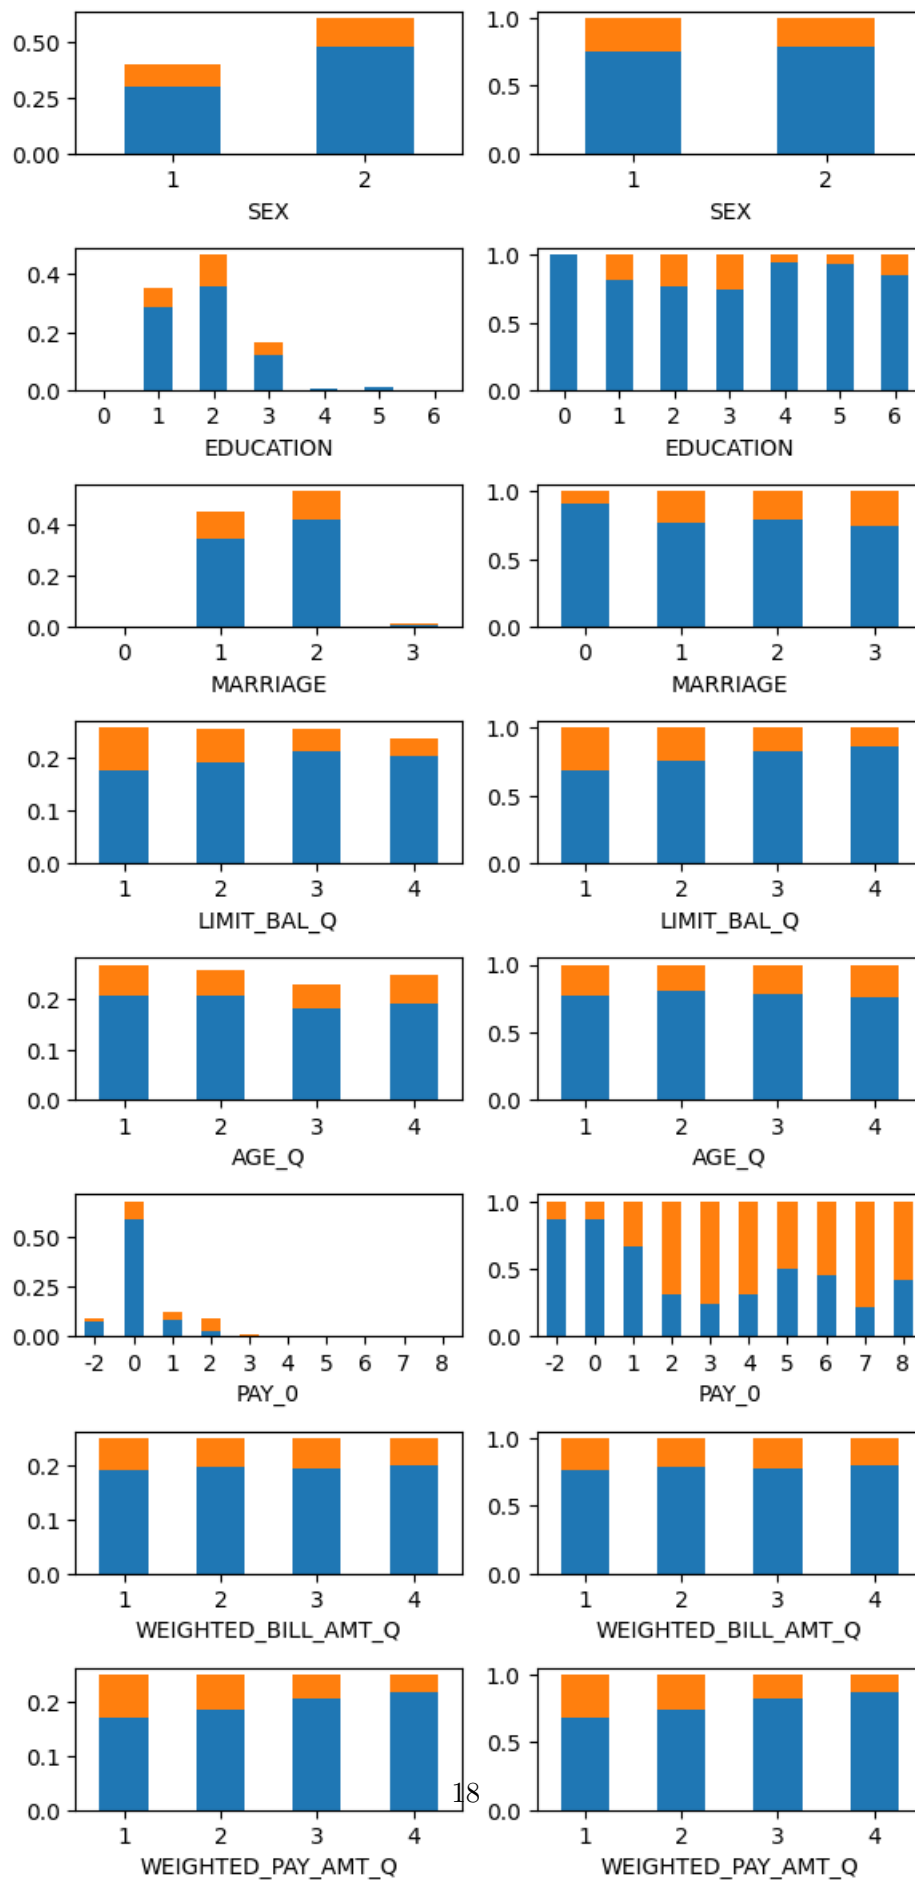 0.50
0.25
0.00
1 2
SEX
1.0
0.5
0.0
1 2
SEX
0.4
0.2
0.0
0 1 2 3 4 5 6
EDUCATION
1.0
0.5
0.0
0 1 2 3 4 5 6
EDUCATION
0.4
0.2
0.0
0 1 2 3
MARRIAGE
1.0
0.5
0.0
0 1 2 3
MARRIAGE
0.2
0.1
0.0
1 2 3 4
LIMIT_BAL_Q
1.0
0.5
0.0
1 2 3 4
LIMIT_BAL_Q
0.2
0.1
0.0
1 2 3 4
AGE_Q
1.0
0.5
0.0
1 2 3 4
AGE_Q
0.50
0.25
0.00
-2 0 1 2 3 4 5 6 7 8
PAY_0
1.0
0.5
0.0
-2 0 1 2 3 4 5 6 7 8
PAY_0
0.2
0.1
0.0
1 2 3 4
WEIGHTED_BILL_AMT_Q
1.0
0.5
0.0
1 2 3 4
WEIGHTED_BILL_AMT_Q
0.2
0.1
0.0
1 2 3 4
WEIGHTED_PAY_AMT_Q
1.0
0.5
0.0
1 2 3 4
WEIGHTED_PAY_AMT_Q
18